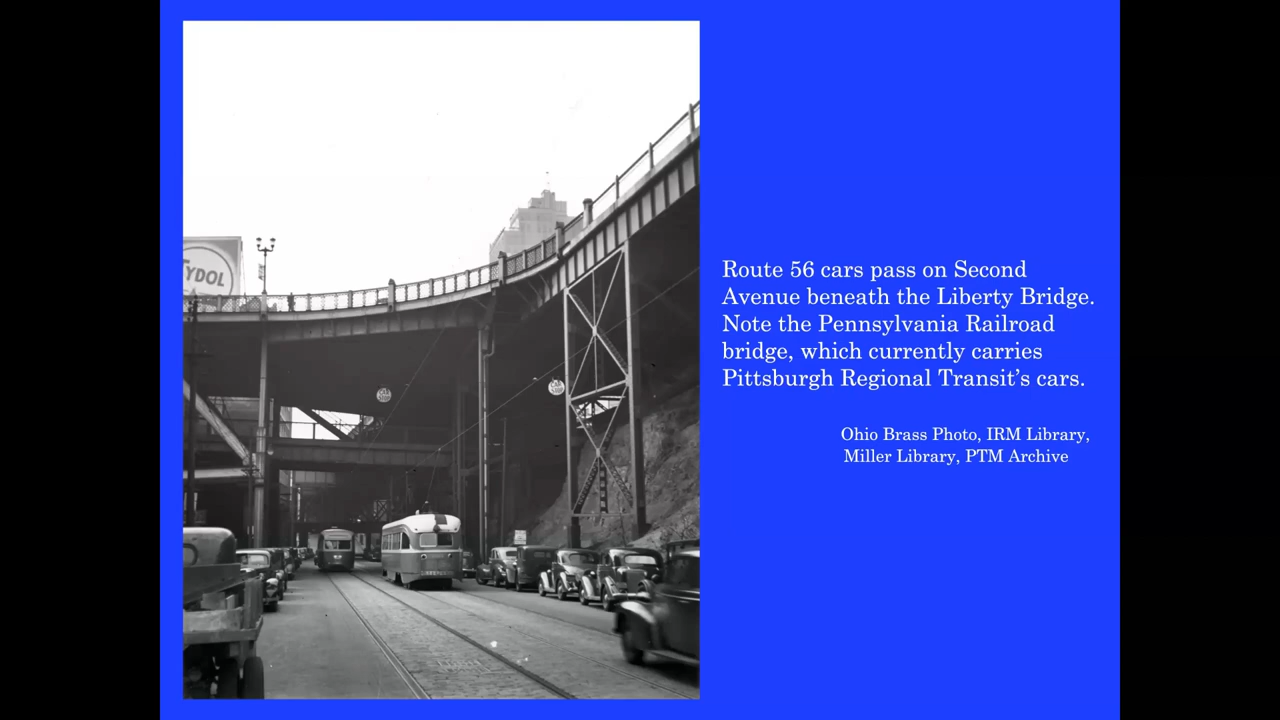 YDOL
Route 56 cars pass on Second
Avenue beneath the Liberty Bridge.
Note the Pennsylvania Railroad
bridge, which currently carries
Pittsburgh Regional Transit's cars.
Ohio Brass Photo, IRM Library,
Miller Library, PTM Archive